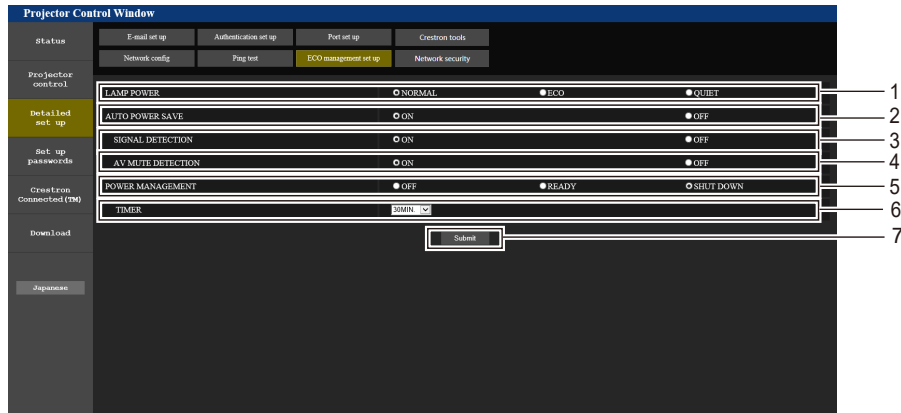 Projector Control Window
Status
E-mail set up
Authentication set up
Port set up
Crestron tools
Network config
Ping test
ECO management set up
Network security
Projector
control
Detailed
set up
Set up
passwords
Crestron
Connected(TM)
Download
Japanese
LAMP POWER NORMAL ECO QUIET 1
AUTO POWER SAVE ON OFF 2
SIGNAL DETECTION ON OFF 3
AV MUTE DETECTION ON OFF 4
POWER MANAGEMENT OFF READY SHUT DOWN 5
TIMER 30MIN. 6
Submit 7